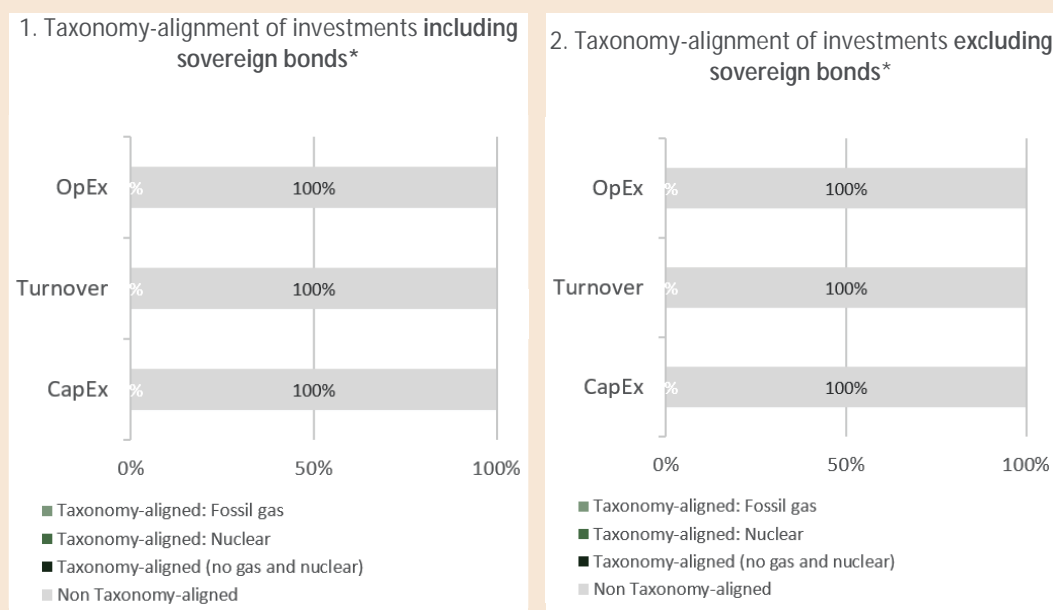 1. Taxonomy-alignment of investments including
sovereign bonds*
OpEx
%
100%
Turnover
%
100%
CapEx
%
100%
0%
50%
100%
Taxonomy-aligned: Fossil gas
Taxonomy-aligned: Nuclear
Taxonomy-aligned (no gas and nuclear)
Non Taxonomy-aligned
2. Taxonomy-alignment of investments excluding
sovereign bonds*
OpEx
%
100%
Turnover
%
100%
CapEx
%
100%
0%
50%
100%
Taxonomy-aligned: Fossil gas
Taxonomy-aligned: Nuclear
Taxonomy-aligned (no gas and nuclear)
Non Taxonomy-aligned